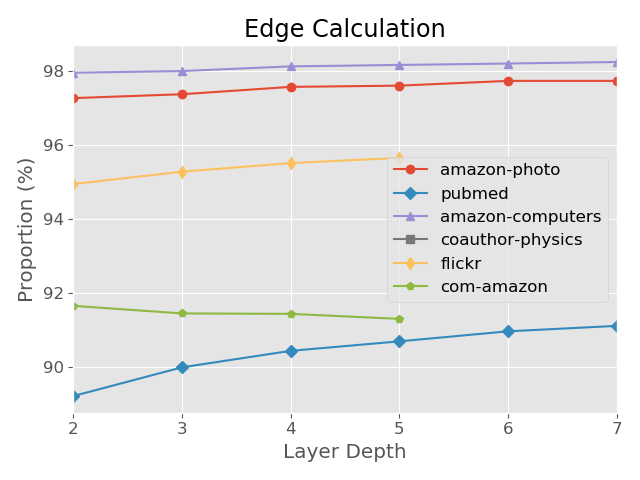 Edge Calculation
98
96
94
92
90
Proportion (%)
amazon-photo
pubmed
amazon-computers
coauthor-physics
flickr
com-amazon
2 3 4 5 6 7
Layer Depth